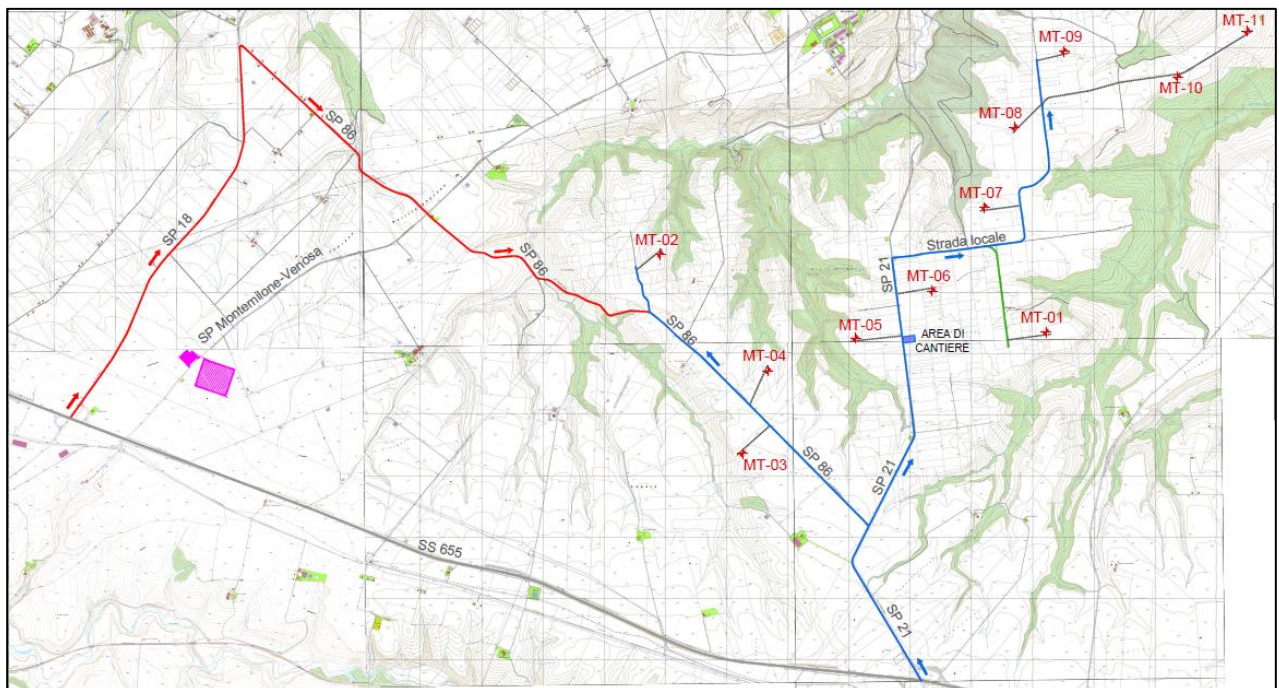 MT-11
MT-09
MT-10
MT-08
SP 86
MT-07
SP 18
MT-02
Strada locale
SP 86
SP 21
MT-06
SP Montemilone-Venosa
MT-01
MT-05
AREA DI
CANTIERE
SP 86
MT-04
MT-03
SP 86
SP 21
SS 655
SP 21